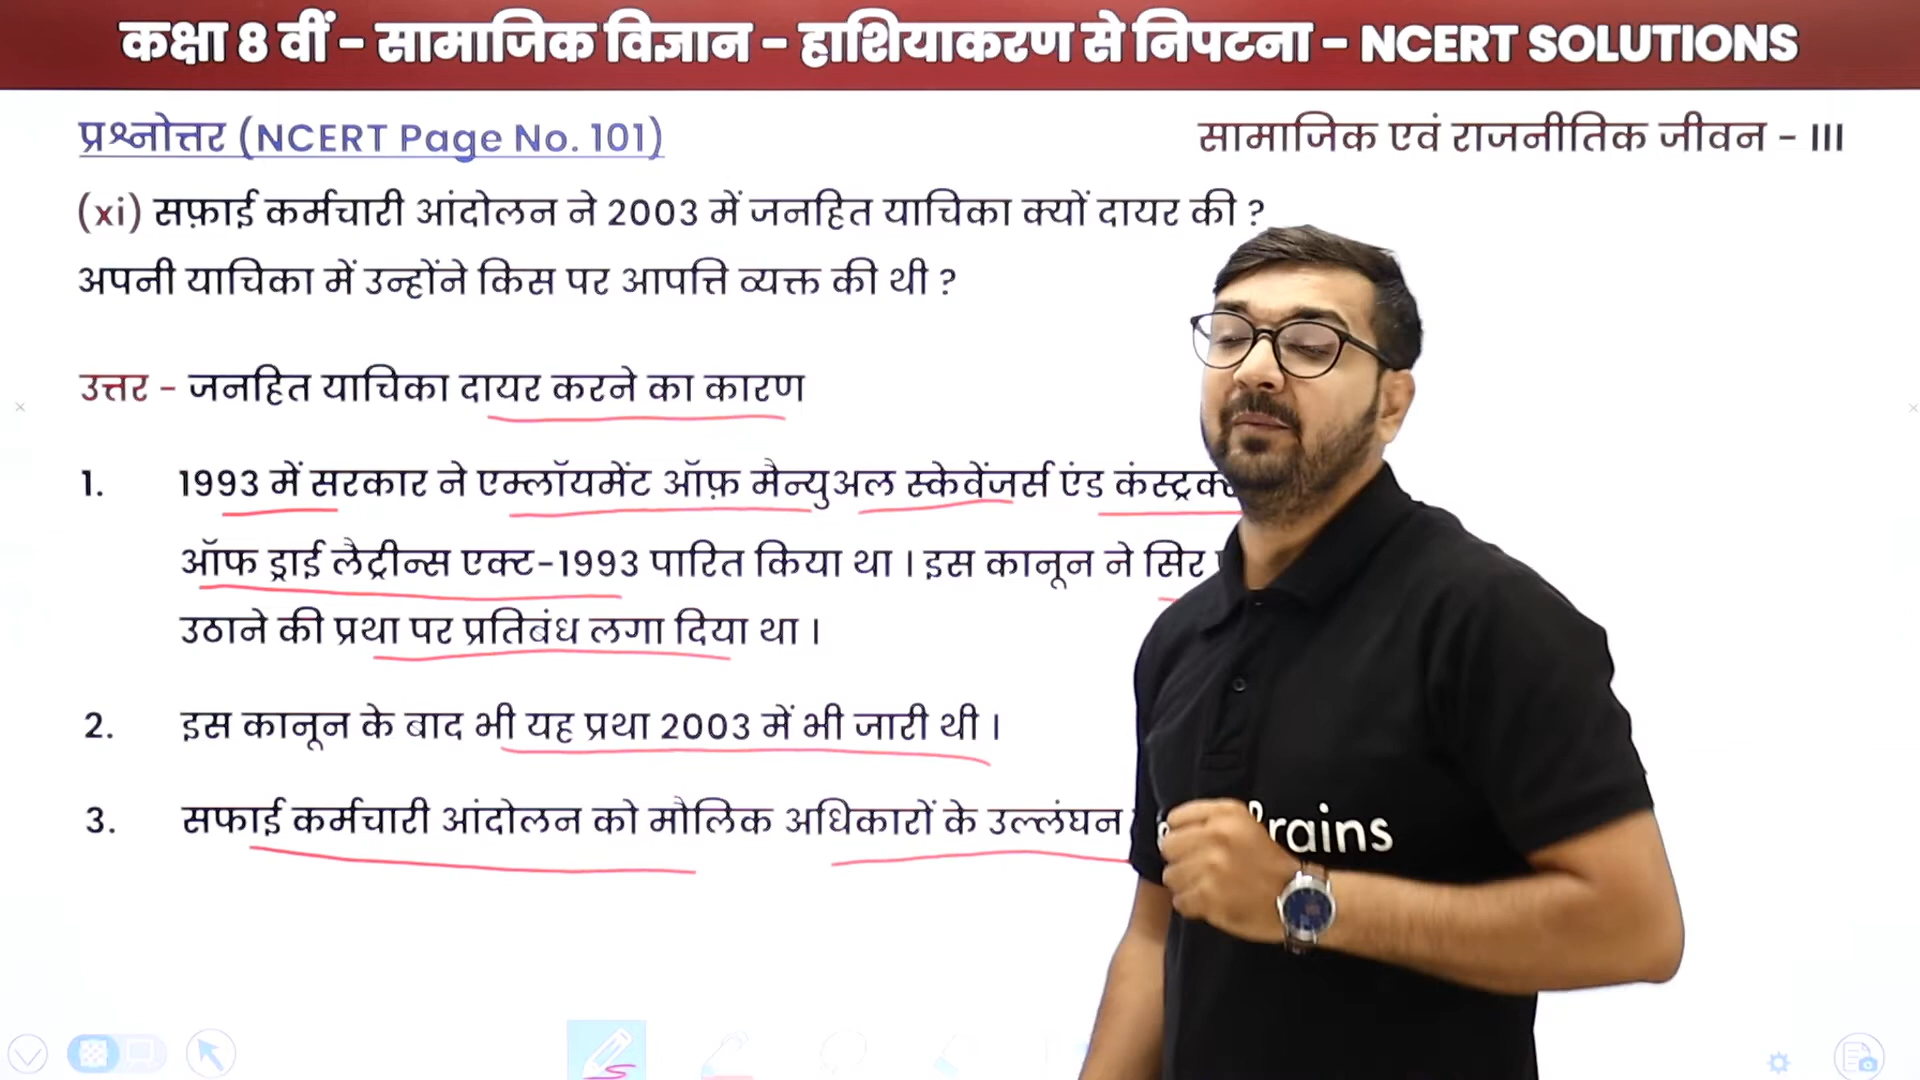 कक्षा 8 वीं - सामाजिक विज्ञान - हाशियाकरण से निपटना - NCERT SOLUTIONS
प्रश्नोत्तर (NCERT Page No. 101)
सामाजिक एवं राजनीतिक जीवन - III
(xi) सफ़ाई कर्मचारी आंदोलन ने 2003 में जनहित याचिका क्यों दायर की ?
अपनी याचिका में उन्होंने किस पर आपत्ति व्यक्त की थी ?
उत्तर - जनहित याचिका दायर करने का कारण
1. 1993 में सरकार ने एम्लॉयमेंट ऑफ़ मैन्युअल स्केवेंजर्स एंड
ऑफ ड्राई लैट्रीन्स एक्ट-1993 पारित किया था । इस कानून ने सिर
उठाने की प्रथा पर प्रतिबंध लगा दिया था ।
2. इस कानून के बाद भी यह प्रथा 2003 में भी जारी थी ।
3. सफाई कर्मचारी आंदोलन को मौलिक अधिकारों के उल्लंघन